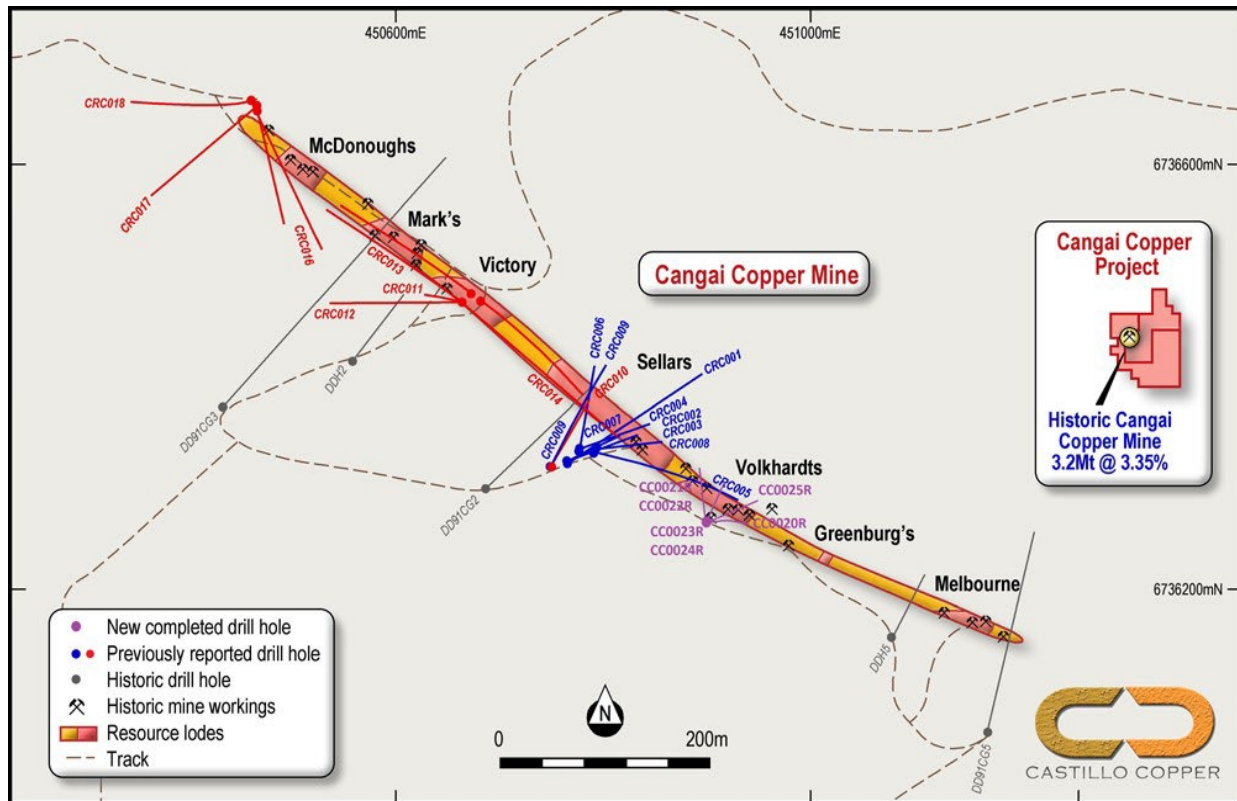 450600mE
451000mE
CRC018
McDonoughs
6736600mN
CRC017
CRC016
Mark's
CRC013
Victory
CRC011
CRC012
Cangai Copper Mine
Cangai Copper
Project
Historic Cangai
Copper Mine
3.2Mt @ 3.35%
CRC006
CRC009
Sellars
CRC001
DDH2
CRC014
CRC010
DD91CG3
CRC009
CRC007
CRC004
CRC002
CRC003
CRC008
DD91CG2
Volkhardts
CRC005
CC0021R
CC0025R
CC0022R
CC0020R
CC0023R
CC0024R
Greenburg's
Melbourne
6736200mN
DDH5
DD91CG5
New completed drill hole
Previously reported drill hole
Historic drill hole
Historic mine workings
Resource lodes
Track
N
0
200m
CASTILLO COPPER